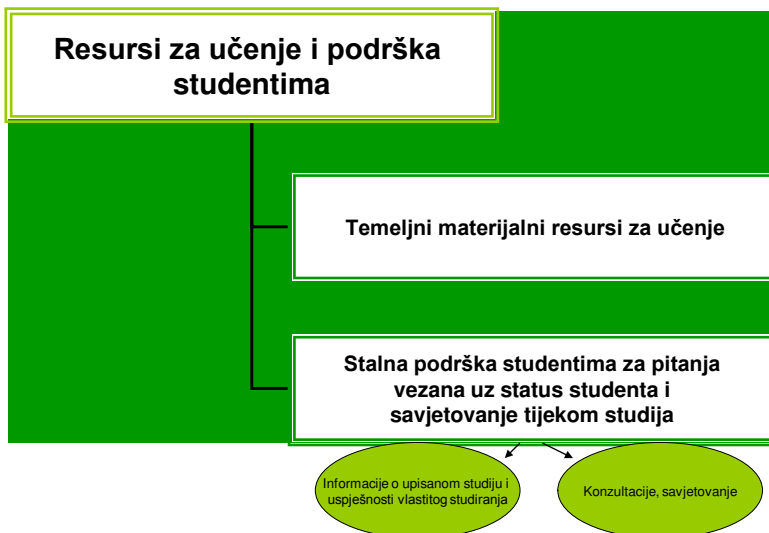 Resursi za učenje i podrška
studentima
Temeljni materijalni resursi za učenje
Stalna podrška studentima za pitanja
vezana uz status studenta i
savjetovanje tijekom studija
Informacije o upisanom studiju i
uspješnosti vlastitog studiranja
Konzultacije, savjetovanje